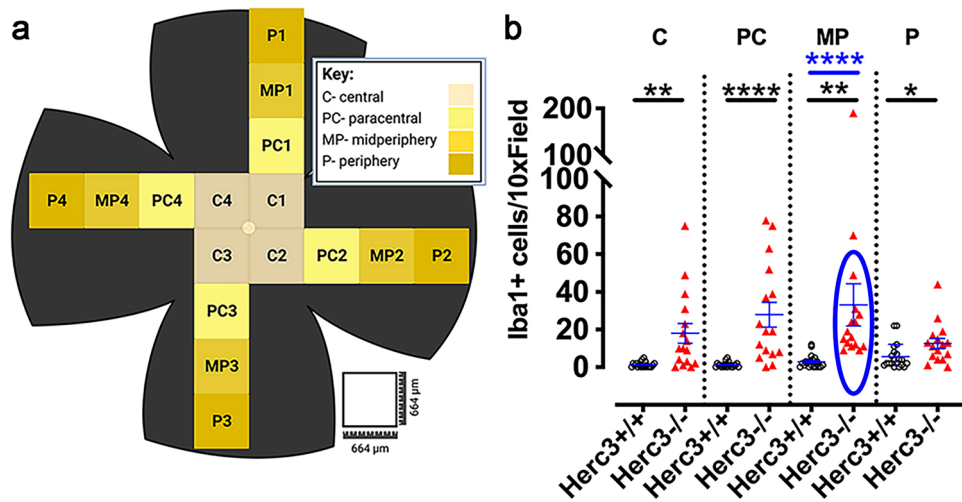 a
P1
MP1
PC1
Key:
C- central
PC- paracentral
MP- midperiphery
P- periphery
P4 MP4 PC4 C4 C1
C3 C2 PC2 MP2 P2
PC3
MP3
P3
664 µm
664 µm
b
C PC MP P
****
** **** ** *
Iba1+ cells/10xField
200
100
100
80
60
40
20
0
Herc3+/+ Herc3-/- Herc3+/+ Herc3-/- Herc3+/+ Herc3-/- Herc3+/+ Herc3-/-